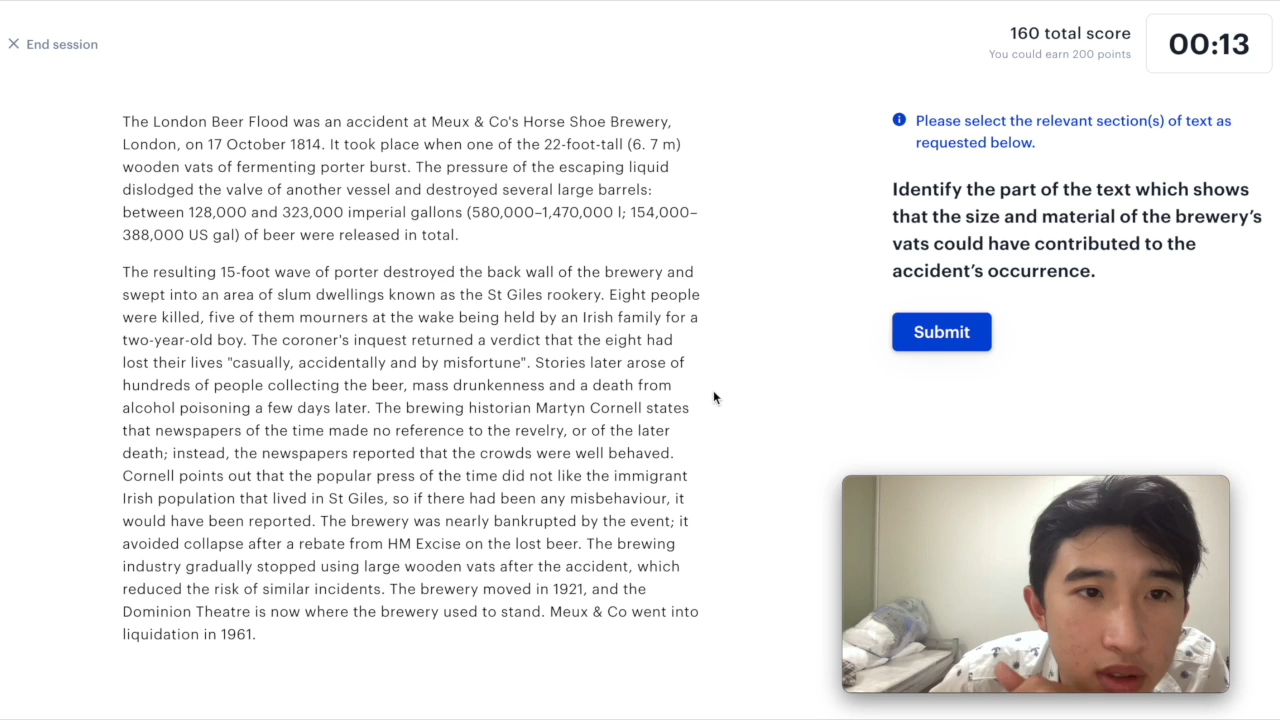 End session
160 total score
You could earn 200 points
00:13
The London Beer Flood was an accident at Meux & Co's Horse Shoe Brewery,
London, on 17 October 1814. It took place when one of the 22-foot-tall (6. 7 m)
wooden vats of fermenting porter burst. The pressure of the escaping liquid
dislodged the valve of another vessel and destroyed several large barrels:
between 128,000 and 323,000 imperial gallons (580,000–1,470,000 l; 154,000–
388,000 US gal) of beer were released in total.
The resulting 15-foot wave of porter destroyed the back wall of the brewery and
swept into an area of slum dwellings known as the St Giles rookery. Eight people
were killed, five of them mourners at the wake being held by an Irish family for a
two-year-old boy. The coroner's inquest returned a verdict that the eight had
lost their lives "casually, accidentally and by misfortune". Stories later arose of
hundreds of people collecting the beer, mass drunkenness and a death from
alcohol poisoning a few days later. The brewing historian Martyn Cornell states
that newspapers of the time made no reference to the revelry, or of the later
death; instead, the newspapers reported that the crowds were well behaved.
Cornell points out that the popular press of the time did not like the immigrant
Irish population that lived in St Giles, so if there had been any misbehaviour, it
would have been reported. The brewery was nearly bankrupted by the event; it
avoided collapse after a rebate from HM Excise on the lost beer. The brewing
industry gradually stopped using large wooden vats after the accident, which
reduced the risk of similar incidents. The brewery moved in 1921, and the
Dominion Theatre is now where the brewery used to stand. Meux & Co went into
liquidation in 1961.
Please select the relevant section(s) of text as
requested below.
Identify the part of the text which shows
that the size and material of the brewery's
vats could have contributed to the
accident's occurrence.
Submit